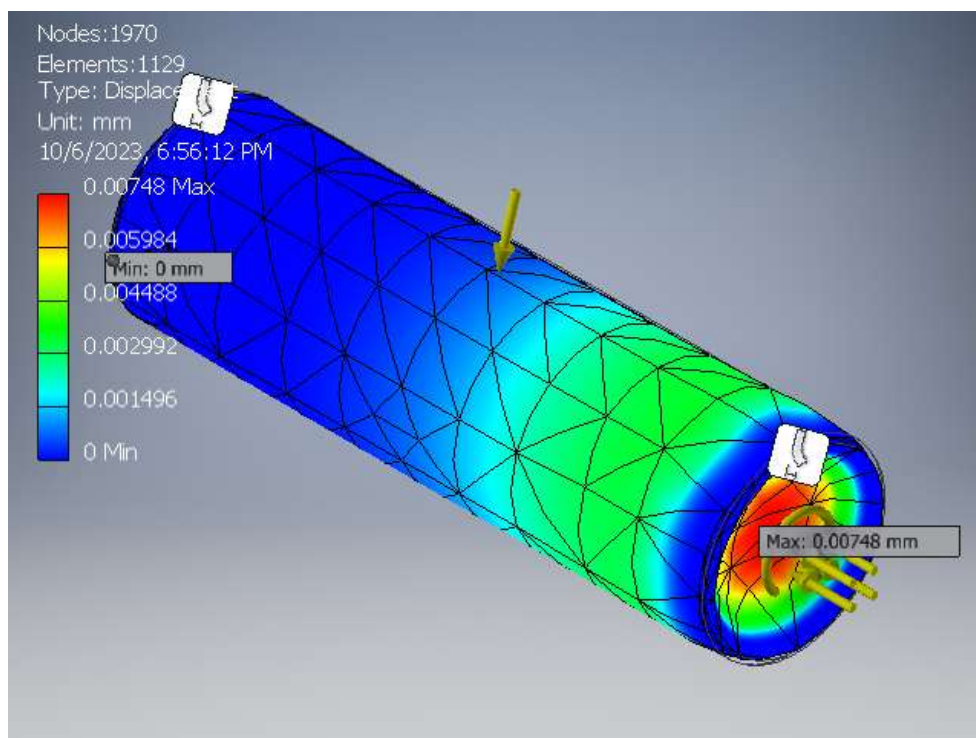 Nodes:1970
Elements:1129
Type: Displace
Unit: mm
10/6/2023, 6:56:12 PM
0.00748 Max
0.005984
Min: 0 mm
0.004488
0.002992
0.001496
0 Min
Max: 0.00748 mm